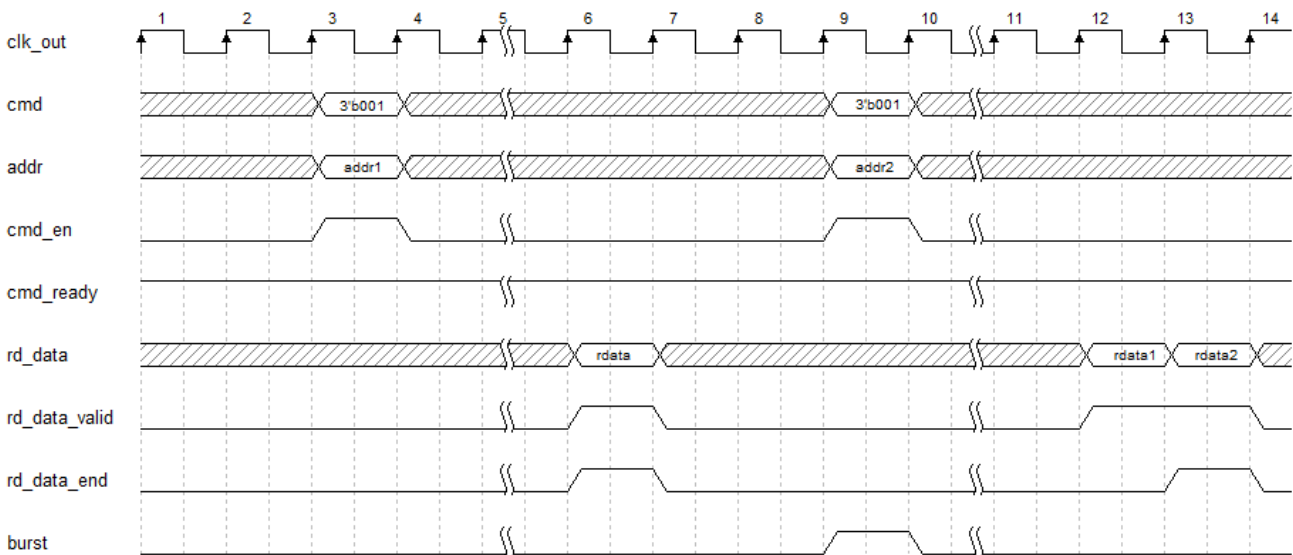 1 2 3 4 5 6 7 8 9 10 11 12 13 14
clk_out
cmd 3'b001 3'b001
addr addr1 addr2
cmd_en
cmd_ready
rd_data rdata rdata1 rdata2
rd_data_valid
rd_data_end
burst